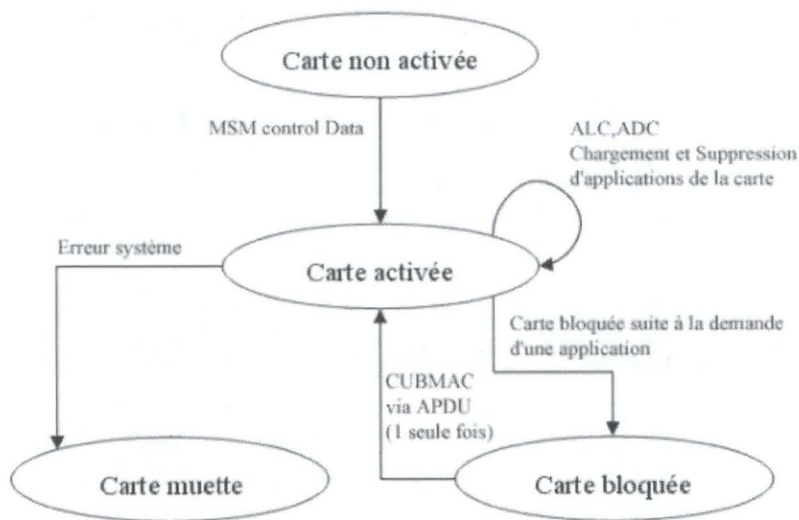 Carte non activée
MSM control Data
ALC,ADC
Chargement et Suppression
d'applications de la carte
Erreur système
Carte activée
Carte bloquée suite à la demande
d'une application
CUBMAC
via APDU
(1 seule fois)
Carte muette
Carte bloquée